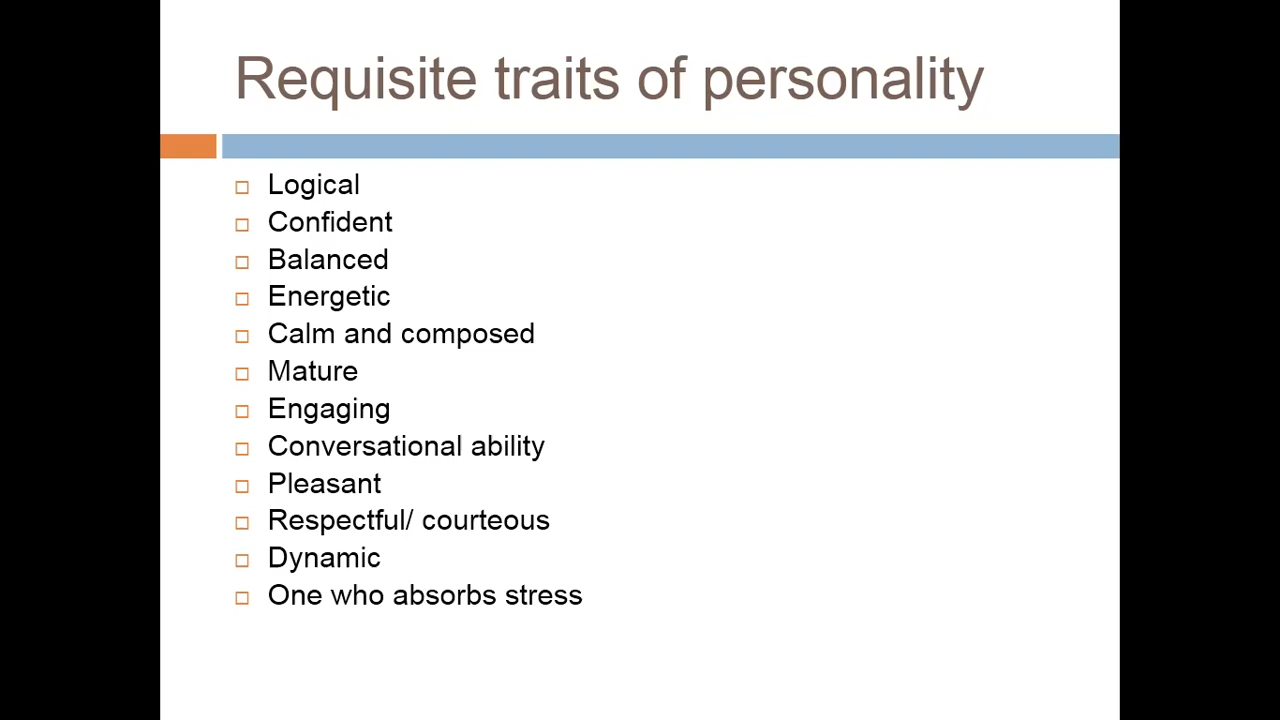 Requisite traits of personality
Logical
Confident
Balanced
Energetic
Calm and composed
Mature
Engaging
Conversational ability
Pleasant
Respectful/ courteous
Dynamic
One who absorbs stress